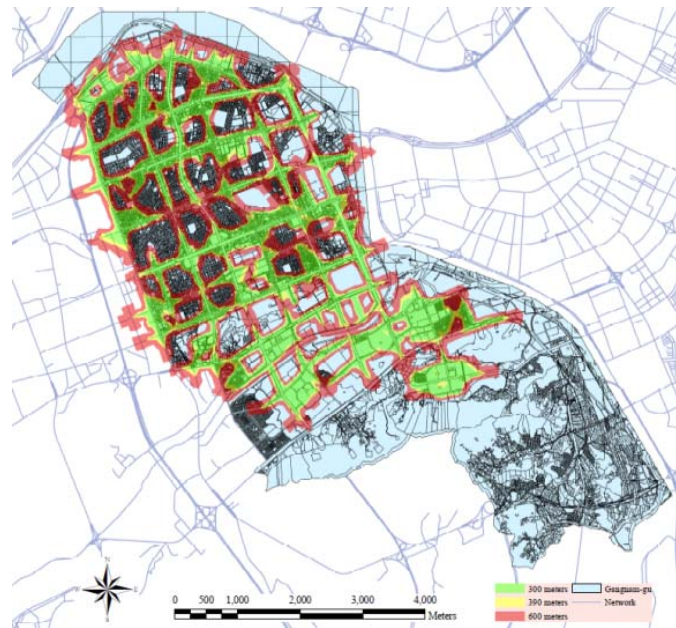 N
0 500 1,000 2,000 3,000 4,000
Meters
300 meters Gangnam-gu
390 meters Network
600 meters